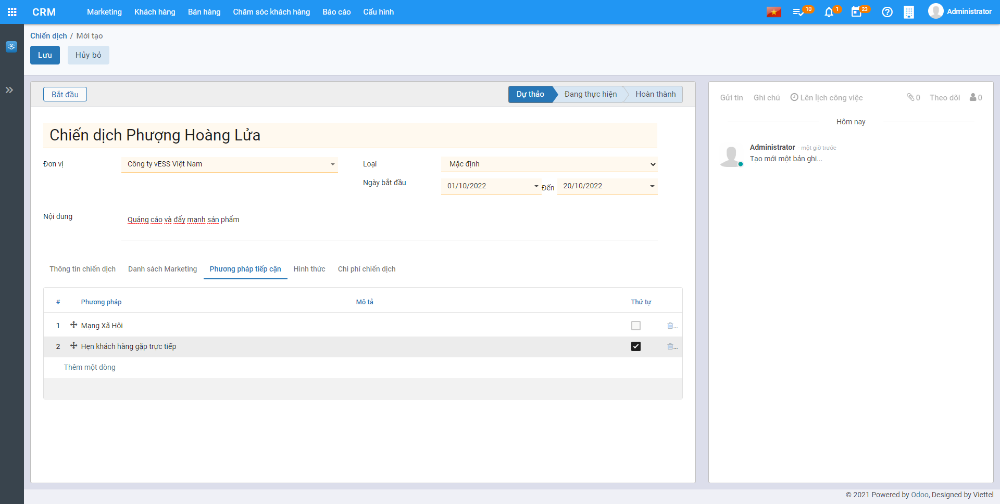 CRM Marketing Khách hàng Bán hàng Chăm sóc khách hàng Báo cáo Cấu hình 10 1 23 Administrator
Chiến dịch / Mới tạo
Lưu Hủy bỏ
Bắt đầu Dự thảo Đang thực hiện Hoàn thành
Gửi tin Ghi chú Lên lịch công việc 0 Theo dõi 0
Hôm nay
Chiến dịch Phượng Hoàng Lửa
Administrator - một giờ trước
Tạo mới một bản ghi...
Đơn vị Công ty vESS Việt Nam Loại Mặc định
Ngày bắt đầu 01/10/2022 Đến 20/10/2022
Nội dung Quảng cáo và đẩy mạnh sản phẩm
Thông tin chiến dịch Danh sách Marketing Phương pháp tiếp cận Hình thức Chi phí chiến dịch
# Phương pháp Mô tả Thứ tự
1 Mạng Xã Hội ...
2 Hẹn khách hàng gặp trực tiếp ...
Thêm một dòng
© 2021 Powered by Odoo, Designed by Viettel